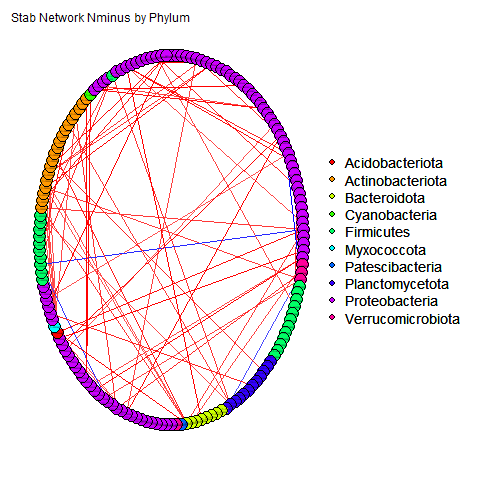 Stab Network Nminus by Phylum
Acidobacteriota
Actinobacteriota
Bacteroidota
Cyanobacteria
Firmicutes
Myxococcota
Patescibacteria
Planctomycetota
Proteobacteria
Verrucomicrobiota